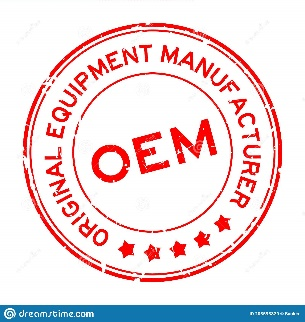 ORIGINAL EQUIPMENT MANUFACTURER
OEM
dreamstime.com